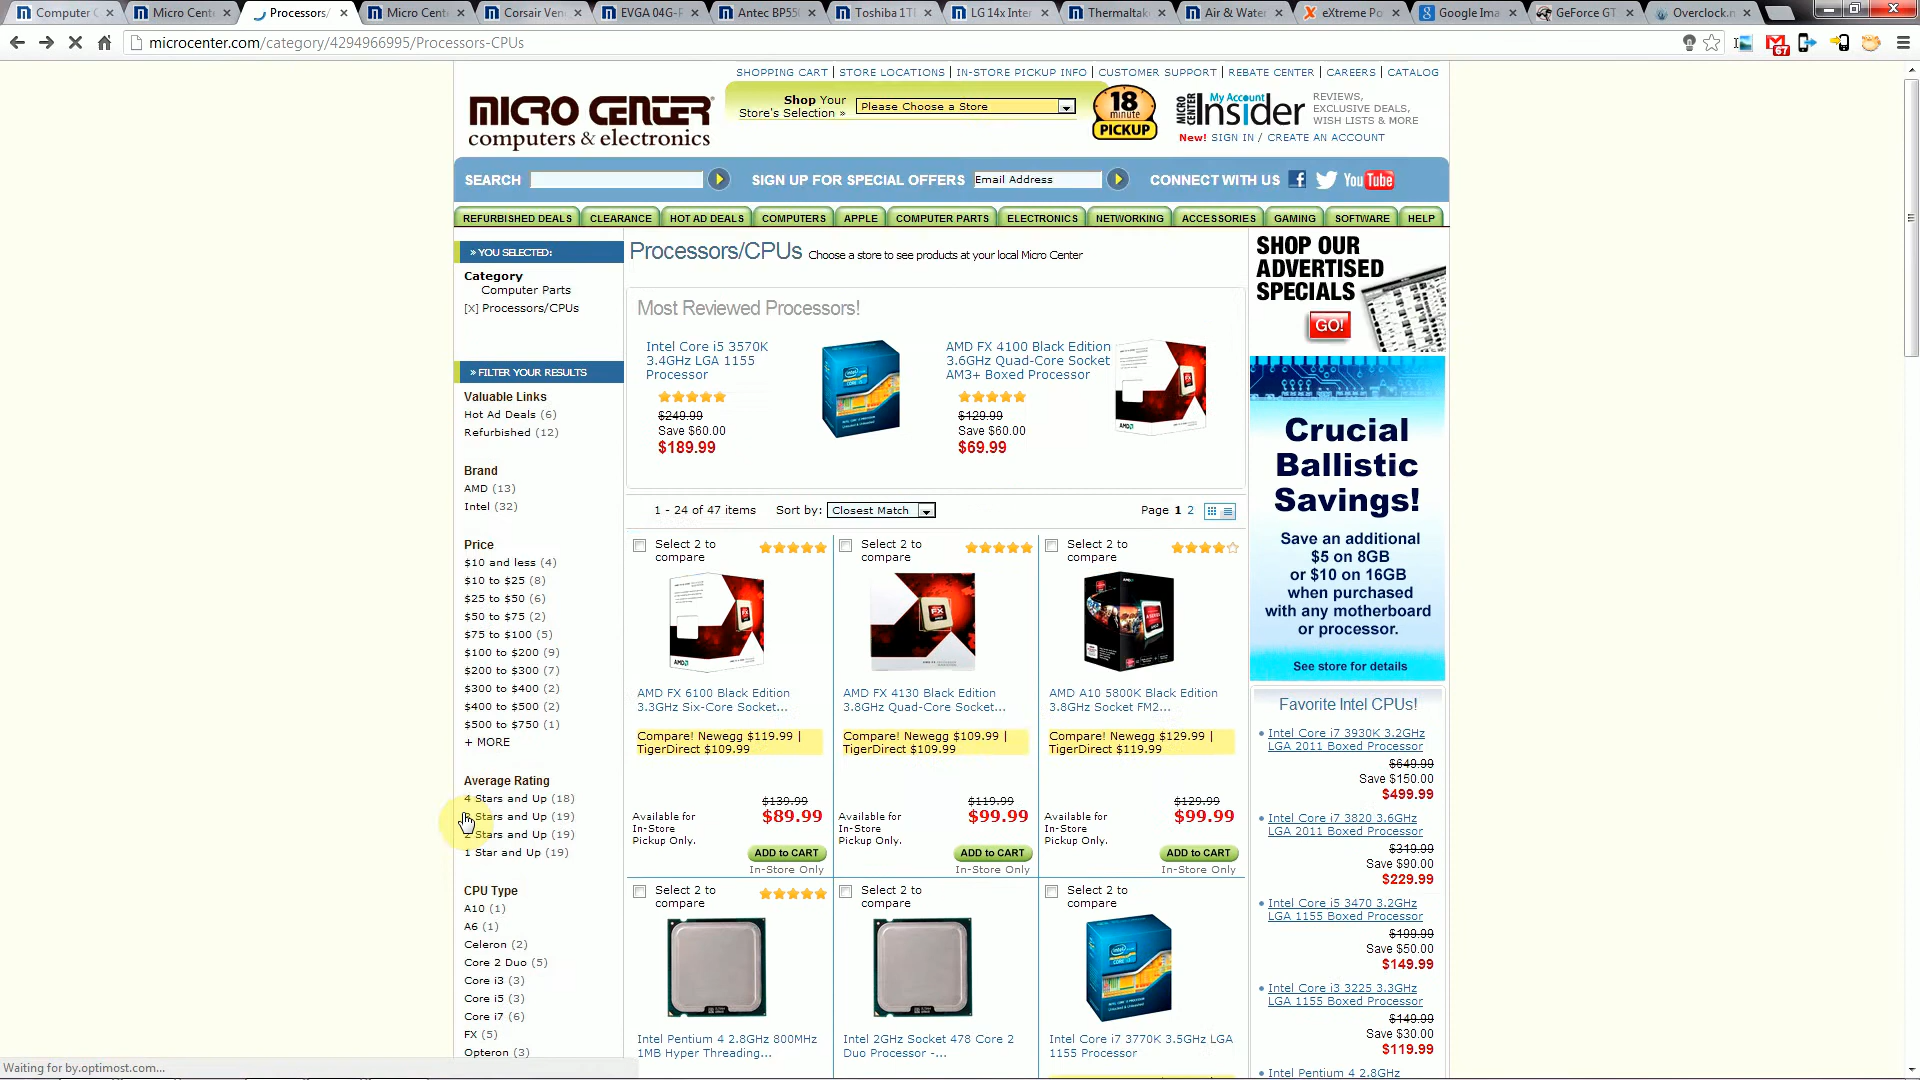 Computer
Micro Cent
Processors/
Micro Cent
Corsair Ven
EVGA 04G-
Antec BP55
Toshiba 1T
LG 14x Inter
Thermaltak
Air & Wate
eXtreme Po
Google Ima
GeForce GT
Overclock.n
microcenter.com/category/4294966995/Processors-CPUs
67
SHOPPING CART | STORE LOCATIONS | IN-STORE PICKUP INFO | CUSTOMER SUPPORT | REBATE CENTER | CAREERS | CATALOG
MICRO CENTER
computers & electronics
Shop Your
Store's Selection »
Please Choose a Store
18
minute
PICKUP
MICRO CENTER
My Account
Insider
REVIEWS,
EXCLUSIVE DEALS,
WISH LISTS & MORE
New! SIGN IN / CREATE AN ACCOUNT
SEARCH
SIGN UP FOR SPECIAL OFFERS
Email Address
CONNECT WITH US
YouTube
REFURBISHED DEALS
CLEARANCE
HOT AD DEALS
COMPUTERS
APPLE
COMPUTER PARTS
ELECTRONICS
NETWORKING
ACCESSORIES
GAMING
SOFTWARE
HELP
» YOU SELECTED:
Category
Computer Parts
[X] Processors/CPUs
» FILTER YOUR RESULTS
Valuable Links
Hot Ad Deals (6)
Refurbished (12)
Brand
AMD (13)
Intel (32)
Price
$10 and less (4)
$10 to $25 (8)
$25 to $50 (6)
$50 to $75 (2)
$75 to $100 (5)
$100 to $200 (9)
$200 to $300 (7)
$300 to $400 (2)
$400 to $500 (2)
$500 to $750 (1)
+ MORE
Average Rating
4 Stars and Up (18)
Stars and Up (19)
2 Stars and Up (19)
1 Star and Up (19)
CPU Type
A10 (1)
A6 (1)
Celeron (2)
Core 2 Duo (5)
Core i3 (3)
Core i5 (3)
Core i7 (6)
FX (5)
Opteron (3)
Processors/CPUs Choose a store to see products at your local Micro Center
Most Reviewed Processors!
Intel Core i5 3570K
3.4GHz LGA 1155
Processor
$249.99
Save $60.00
$189.99
AMD FX 4100 Black Edition
3.6GHz Quad-Core Socket
AM3+ Boxed Processor
$129.99
Save $60.00
$69.99
1 - 24 of 47 items
Sort by: Closest Match
Page 1 2
Select 2 to
compare
AMD FX 6100 Black Edition
3.3GHz Six-Core Socket...
Compare! Newegg $119.99 |
TigerDirect $109.99
Available for
In-Store
Pickup Only.
$139.99
$89.99
ADD to CART
In-Store Only
Select 2 to
compare
AMD FX 4130 Black Edition
3.8GHz Quad-Core Socket...
Compare! Newegg $109.99 |
TigerDirect $109.99
Available for
In-Store
Pickup Only.
$119.99
$99.99
ADD to CART
In-Store Only
Select 2 to
compare
AMD A10 5800K Black Edition
3.8GHz Socket FM2...
Compare! Newegg $129.99 |
TigerDirect $119.99
Available for
In-Store
Pickup Only.
$129.99
$99.99
ADD to CART
In-Store Only
Select 2 to
compare
Intel Pentium 4 2.8GHz 800MHz
1MB Hyper Threading...
Select 2 to
compare
Intel 2GHz Socket 478 Core 2
Duo Processor -...
Select 2 to
compare
Intel Core i7 3770K 3.5GHz LGA
1155 Processor
SHOP OUR
ADVERTISED
SPECIALS
GO!
Crucial
Ballistic
Savings!
Save an additional
$5 on 8GB
or $10 on 16GB
when purchased
with any motherboard
or processor.
See store for details
Favorite Intel CPUs!
Intel Core i7 3930K 3.2GHz
LGA 2011 Boxed Processor
$649.99
Save $150.00
$499.99
Intel Core i7 3820 3.6GHz
LGA 2011 Boxed Processor
$319.99
Save $90.00
$229.99
Intel Core i5 3470 3.2GHz
LGA 1155 Boxed Processor
$199.99
Save $50.00
$149.99
Intel Core i3 3225 3.3GHz
LGA 1155 Boxed Processor
$149.99
Save $30.00
$119.99
Intel Pentium 4 2.8GHz
Waiting for by.optimost.com...